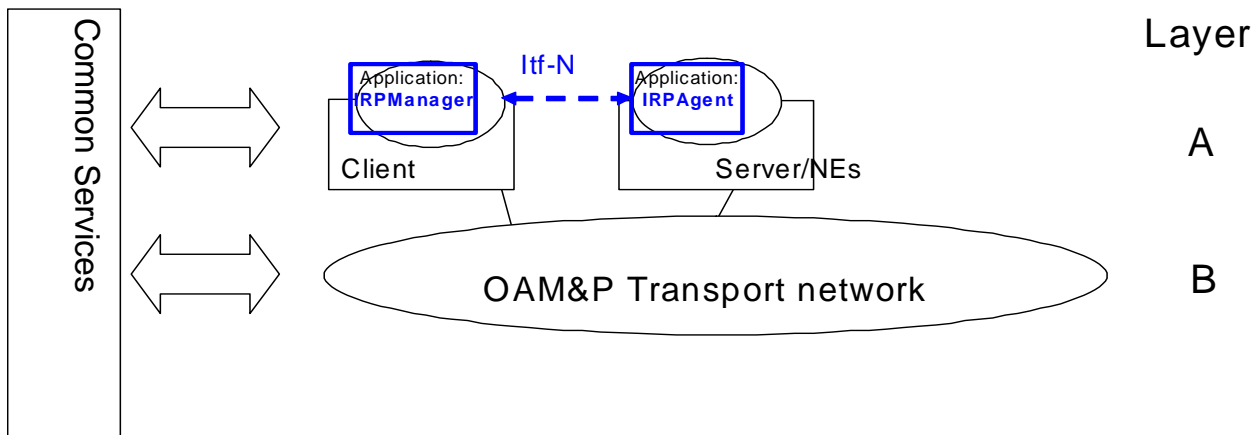 Common Services
Layer
Itf-N
Application:
IRPManager
Application:
IRPAgent
Client
Server/NEs
A
OAM&P Transport network
B